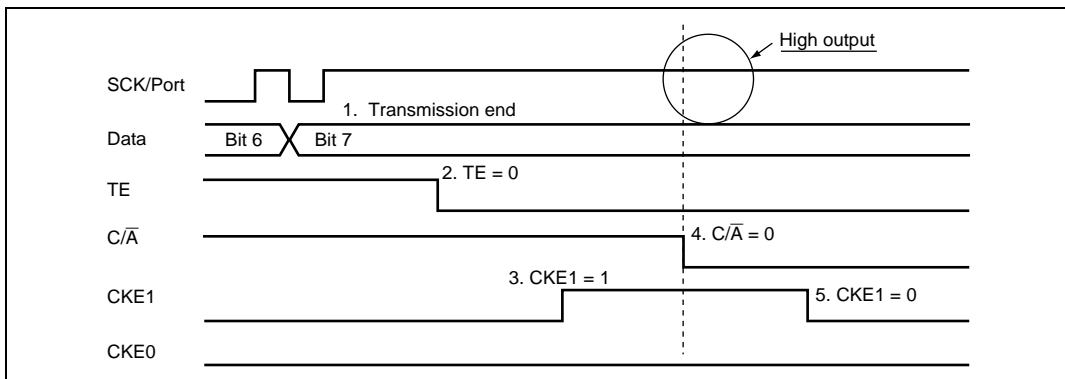 High output
SCK/Port
1. Transmission end
Data
Bit 6
Bit 7
2. TE = 0
TE
C/A̅
4. C/A̅ = 0
3. CKE1 = 1
CKE1
5. CKE1 = 0
CKE0